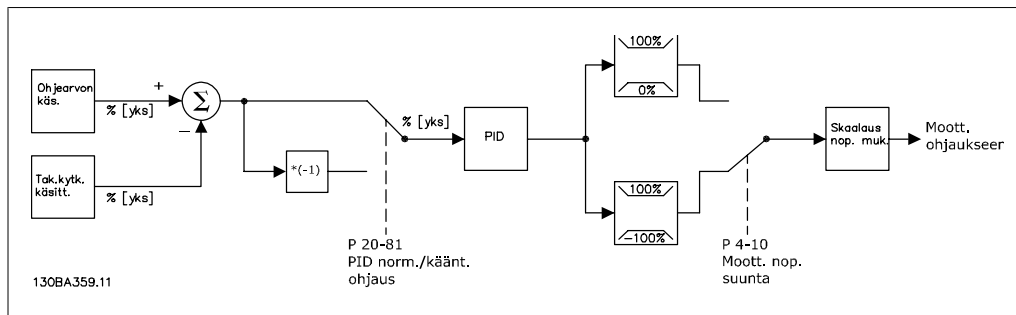 Ohjearvon
käs.
+
% [yks]
Σ
−
Tak.kytk.
käsitt.
% [yks]
*(-1)
% [yks]
PID
100%
0%
100%
−100%
Skaalaus
nop. muk.
Moott.
ohjaukseer
P 20-81
PID norm./käänt.
ohjaus
P 4-10
Moott. nop.
suunta
130BA359.11